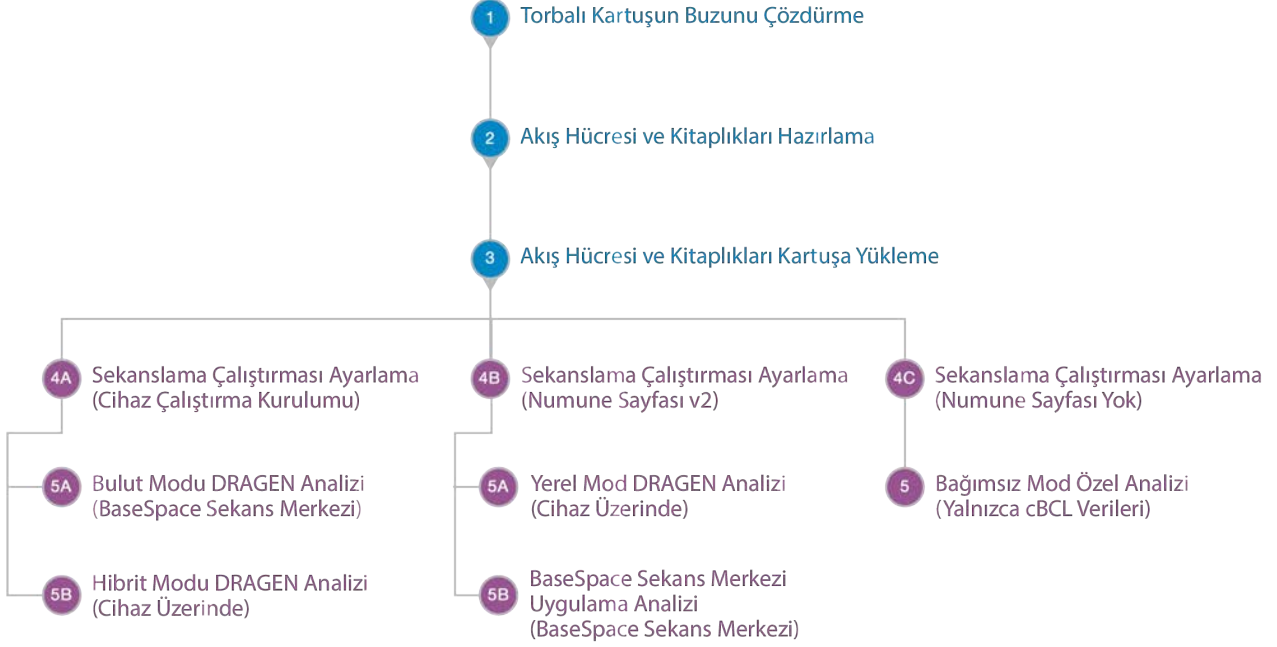 1 Torbalı Kartuşun Buzunu Çözdürme
2 Akış Hücresi ve Kitaplıkları Hazırlama
3 Akış Hücresi ve Kitaplıkları Kartuşa Yükleme
4A Sekanslama Çalıştırması Ayarlama
(Cihaz Çalıştırma Kurulumu)
5A Bulut Modu DRAGEN Analizi
(BaseSpace Sekans Merkezi)
5B Hibrit Modu DRAGEN Analizi
(Cihaz Üzerinde)
4B Sekanslama Çalıştırması Ayarlama
(Numune Sayfası v2)
5A Yerel Mod DRAGEN Analizi
(Cihaz Üzerinde)
5B BaseSpace Sekans Merkezi
Uygulama Analizi
(BaseSpace Sekans Merkezi)
4C Sekanslama Çalıştırması Ayarlama
(Numune Sayfası Yok)
5 Bağımsız Mod Özel Analizi
(Yalnızca cBCL Verileri)